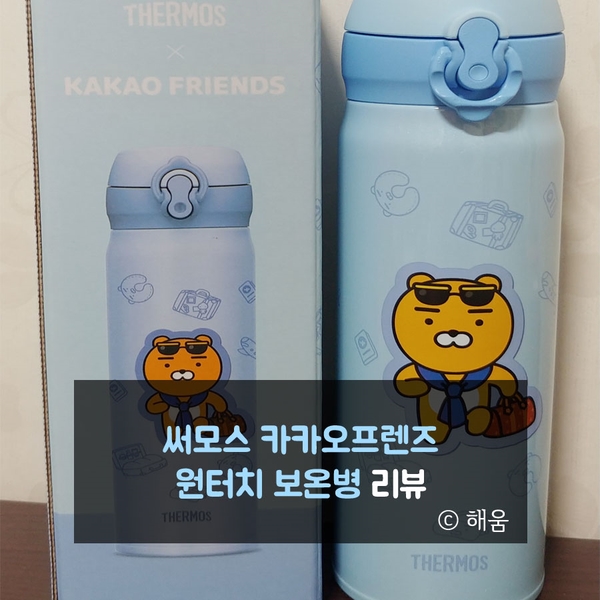 THERMOS
×
KAKAO FRIENDS
THERMOS
THERMOS
써모스 카카오프렌즈
원터치 보온병 리뷰
© 해움